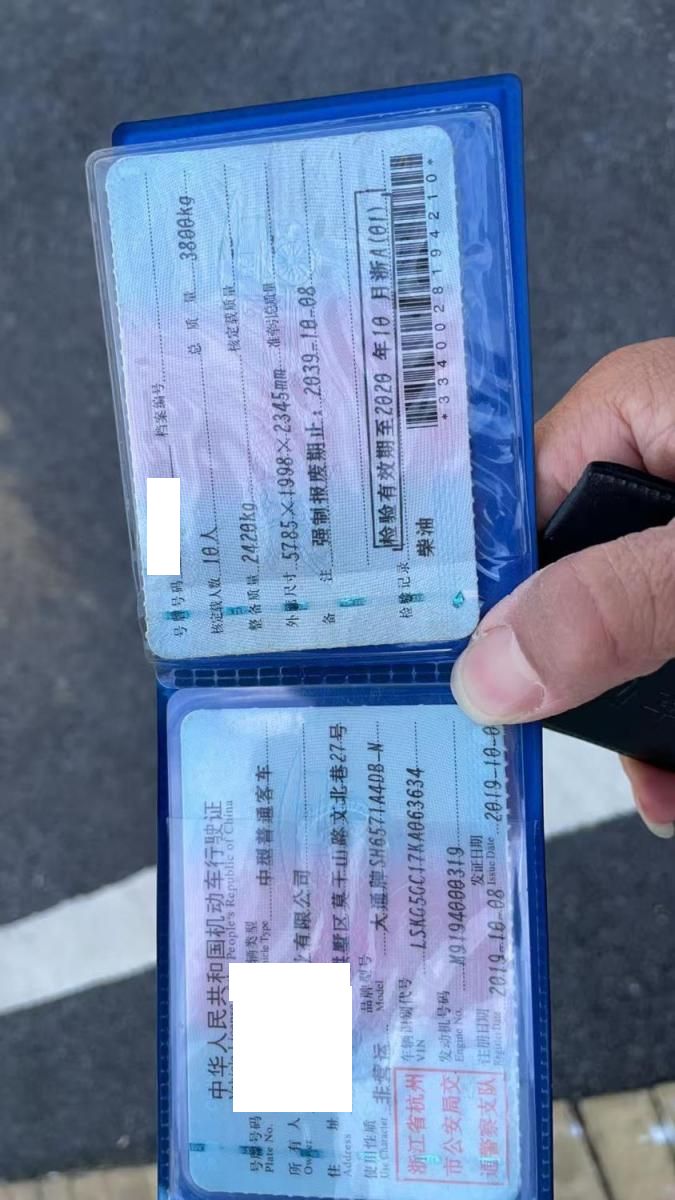 中华人民共和国机动车行驶证
People's Republic of China
号牌号码
Plate No.
车辆类型
Vehicle Type
中型普通客车
所有人
Owner
有限公司
住址
Address
墅区莫干山路文北巷27号
使用性质
Use Character
非营运
品牌型号
Model
大通牌SH6571A4DB-N
浙江省杭州
市公安局交
通警察支队
车辆识别代号
VIN
LSKG5GC17KA063634
发动机号码
Engine No.
M9194000319
注册日期
Register Date
2019-10-08
发证日期
Issue Date
2019-10-0
号牌号码
档案编号
核定载人数 10人
总质量 3800kg
整备质量 2420kg
核定载质量
外廓尺寸 5785×1998×2345mm
准牵引总质量
备注 强制报废期止：2039-10-08
检验记录
检验有效期至2020年10月浙A(01)
柴油
*3340028194210*